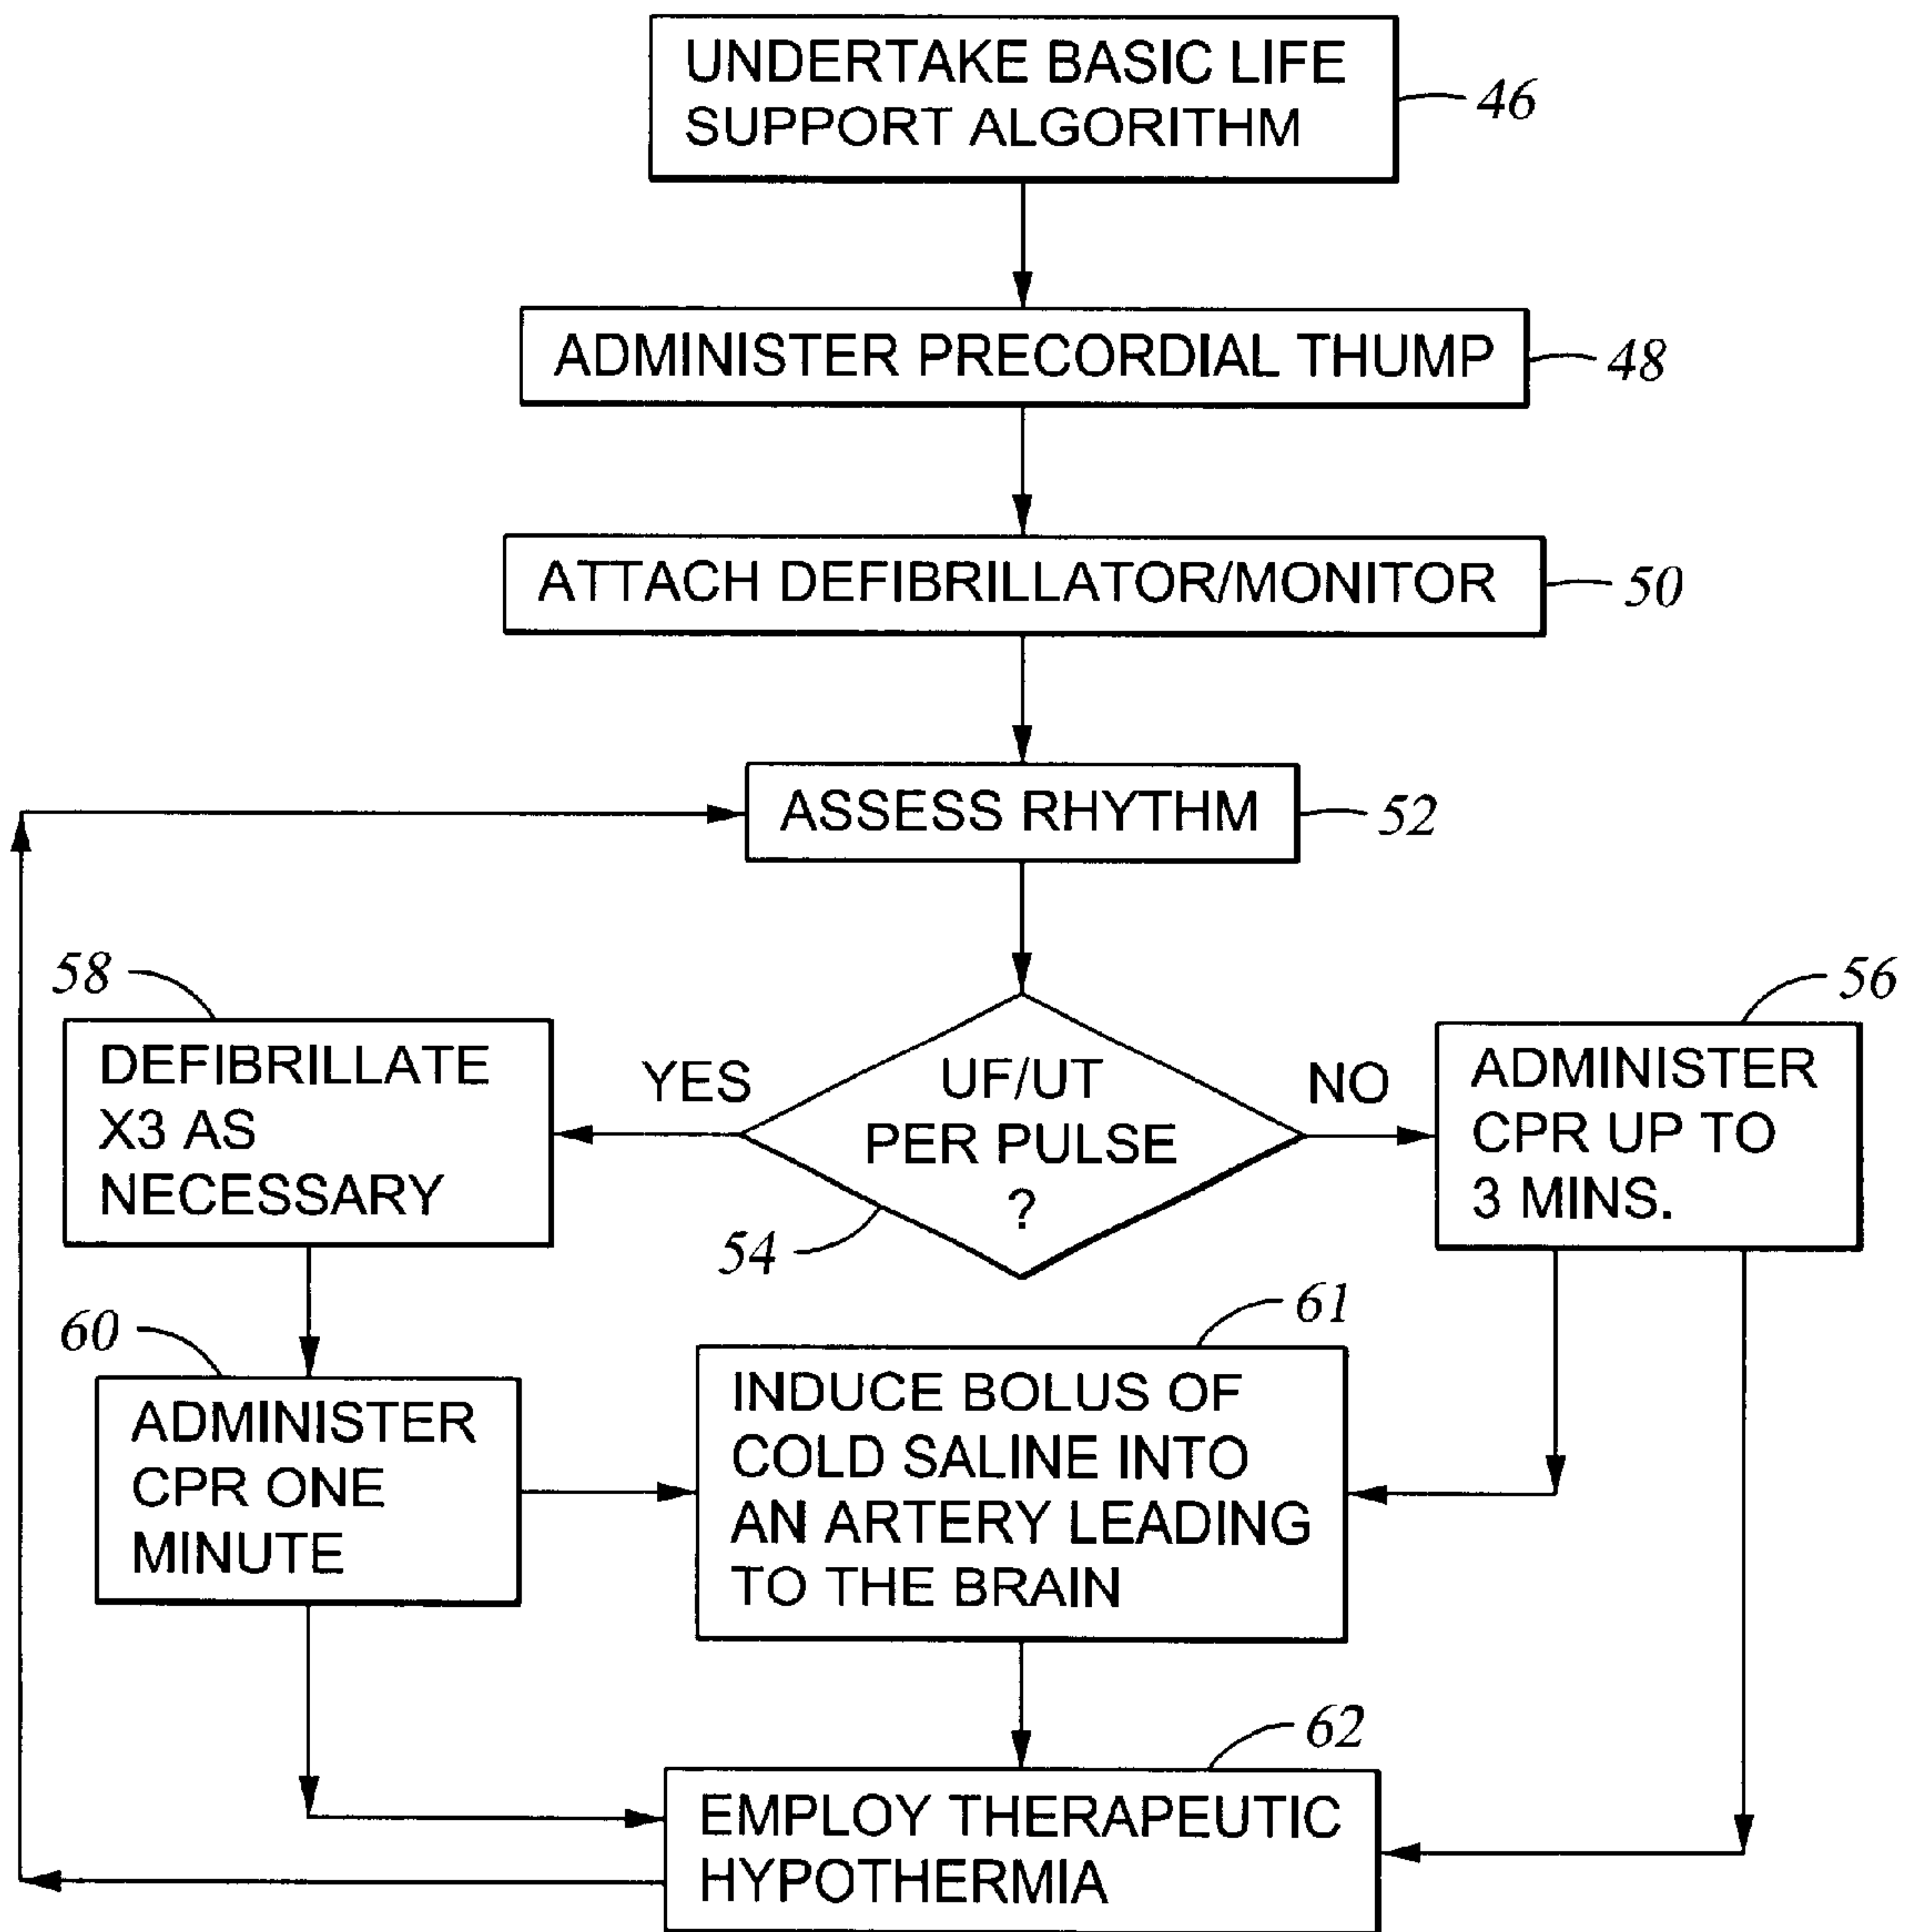 UNDERTAKE BASIC LIFE
SUPPORT ALGORITHM
46
ADMINISTER PRECORDIAL THUMP
48
ATTACH DEFIBRILLATOR/MONITOR
50
ASSESS RHYTHM
52
58
DEFIBRILLATE
X3 AS
NECESSARY
YES
UF/UT
PER PULSE
?
54
NO
56
ADMINISTER
CPR UP TO
3 MINS.
60
ADMINISTER
CPR ONE
MINUTE
61
INDUCE BOLUS OF
COLD SALINE INTO
AN ARTERY LEADING
TO THE BRAIN
62
EMPLOY THERAPEUTIC
HYPOTHERMIA